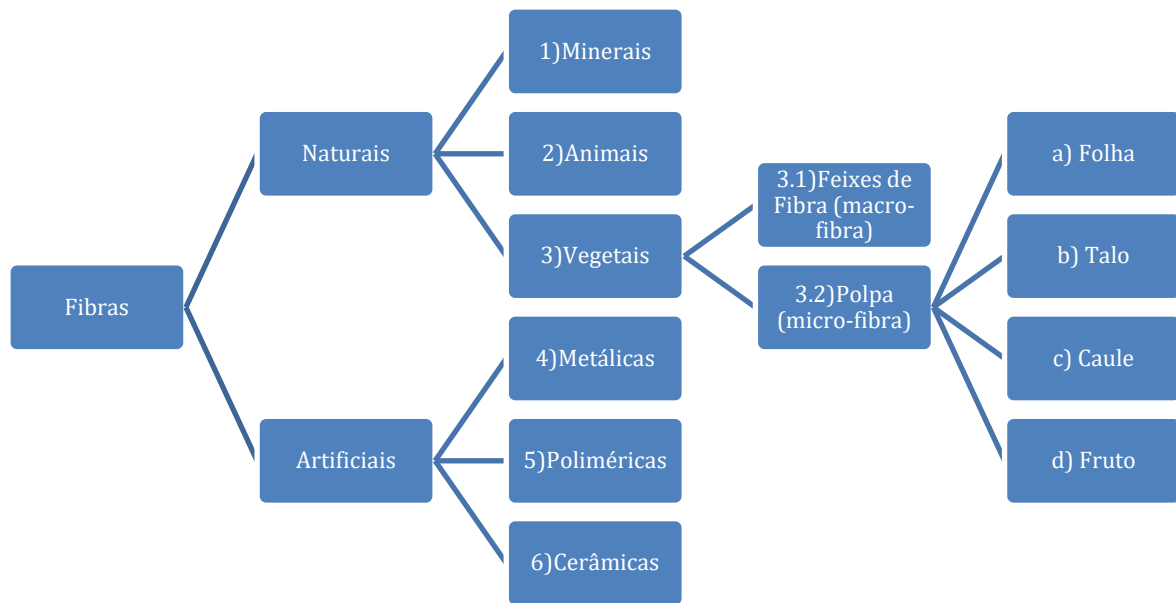 Fibras
Naturais
1)Minerais
2)Animais
3)Vegetais
3.1)Feixes de
Fibra (macro-
fibra)
3.2)Polpa
(micro-fibra)
a) Folha
b) Talo
c) Caule
d) Fruto
Artificiais
4)Metálicas
5)Poliméricas
6)Cerâmicas